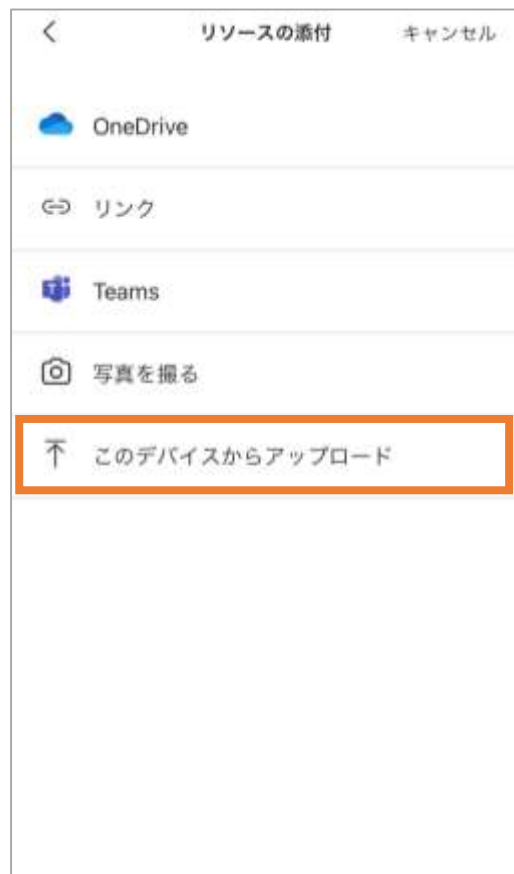 リソースの添付 キャンセル
OneDrive
リンク
Teams
写真を撮る
このデバイスからアップロード